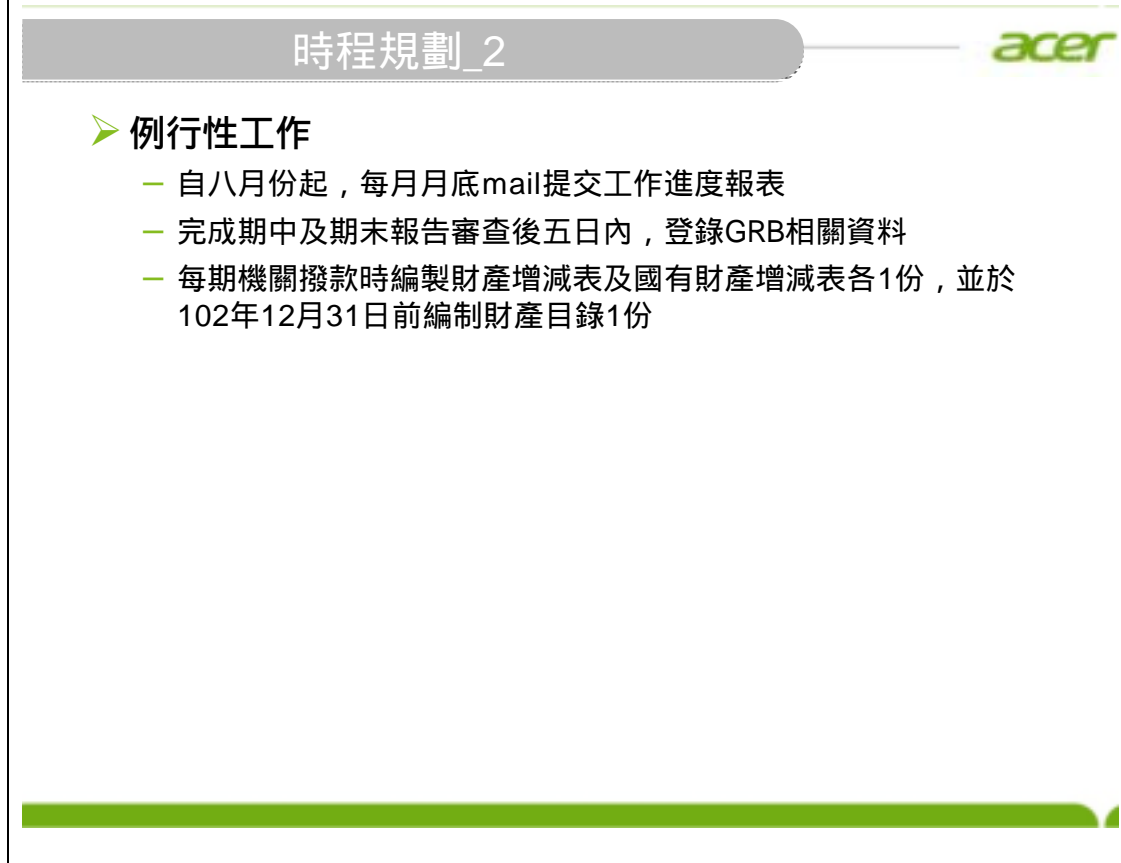 時程規劃_2
acer
➢ 例行性工作
– 自八月份起，每月月底mail提交工作進度報表
– 完成期中及期末報告審查後五日內，登錄GRB相關資料
– 每期機關撥款時編製財產增減表及國有財產增減表各1份，並於
102年12月31日前編制財產目錄1份